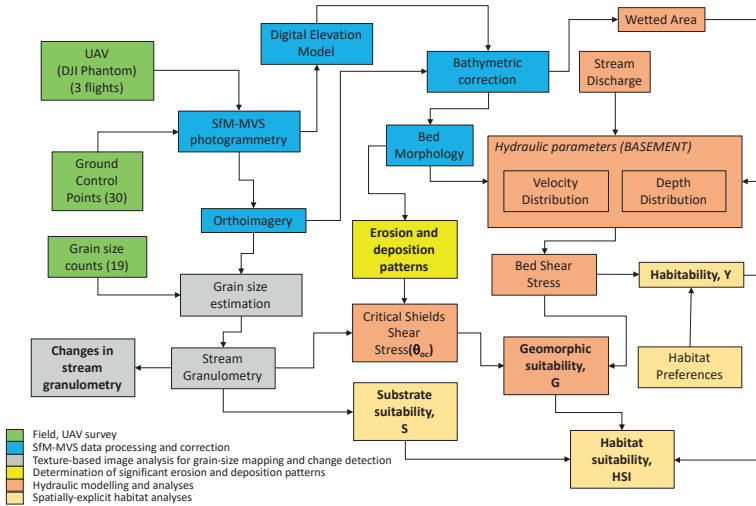 UAV
(DJI Phantom)
(3 flights)
Digital Elevation
Model
Bathymetric
correction
Wetted Area
Stream
Discharge
SfM-MVS
photogrammetry
Ground
Control
Points (30)
Bed
Morphology
Hydraulic parameters (BASEMENT)
Velocity
Distribution
Depth
Distribution
Orthoimagery
Grain size
counts (19)
Erosion and
deposition
patterns
Bed Shear
Stress
Habitability, Y
Grain size
estimation
Critical Shields
Shear
Stress(θoc)
Changes in
stream
granulometry
Stream
Granulometry
Geomorphic
suitability,
G
Habitat
Preferences
Substrate
suitability,
S
Habitat
suitability,
HSI
Field, UAV survey
SfM-MVS data processing and correction
Texture-based image analysis for grain-size mapping and change detection
Determination of significant erosion and deposition patterns
Hydraulic modelling and analyses
Spatially-explicit habitat analyses